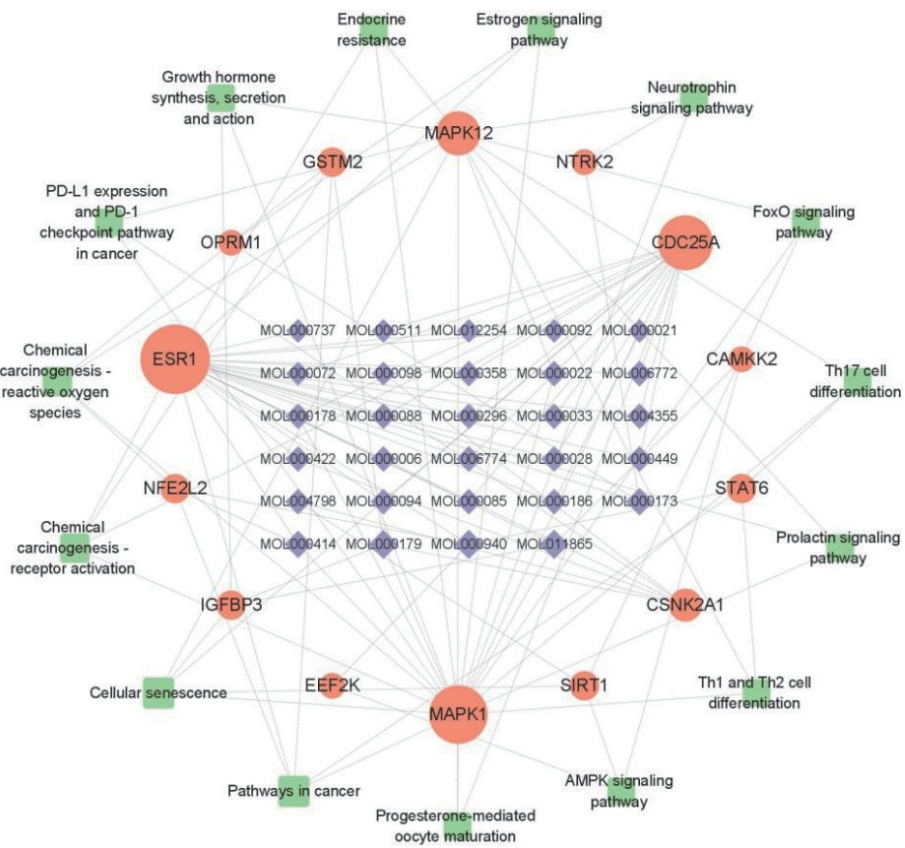 Endocrine
resistance
Estrogen signaling
pathway
Growth hormone
synthesis, secretion
and action
Neurotrophin
signaling pathway
MAPK12
GSTM2
NTRK2
PD-L1 expression
and PD-1
checkpoint pathway
in cancer
OPRM1
CDC25A
FoxO signaling
pathway
MOL000737 MOL000511 MOL012254 MOL000092 MOL000021
ESR1
CAMKK2
Chemical
carcinogenesis -
reactive oxygen
species
MOL000072 MOL000098 MOL000358 MOL000022 MOL006772
Th17 cell
differentiation
MOL000178 MOL000088 MOL000296 MOL000033 MOL004355
MOL000422 MOL000006 MOL006774 MOL000028 MOL000449
NFE2L2
STAT6
MOL004798 MOL000094 MOL000085 MOL000186 MOL000173
Chemical
carcinogenesis -
receptor activation
MOL000414 MOL000179 MOL000940 MOL011865
Prolactin signaling
pathway
IGFBP3
CSNK2A1
EEF2K
SIRT1
Cellular senescence
MAPK1
Th1 and Th2 cell
differentiation
Pathways in cancer
AMPK signaling
pathway
Progesterone-mediated
oocyte maturation